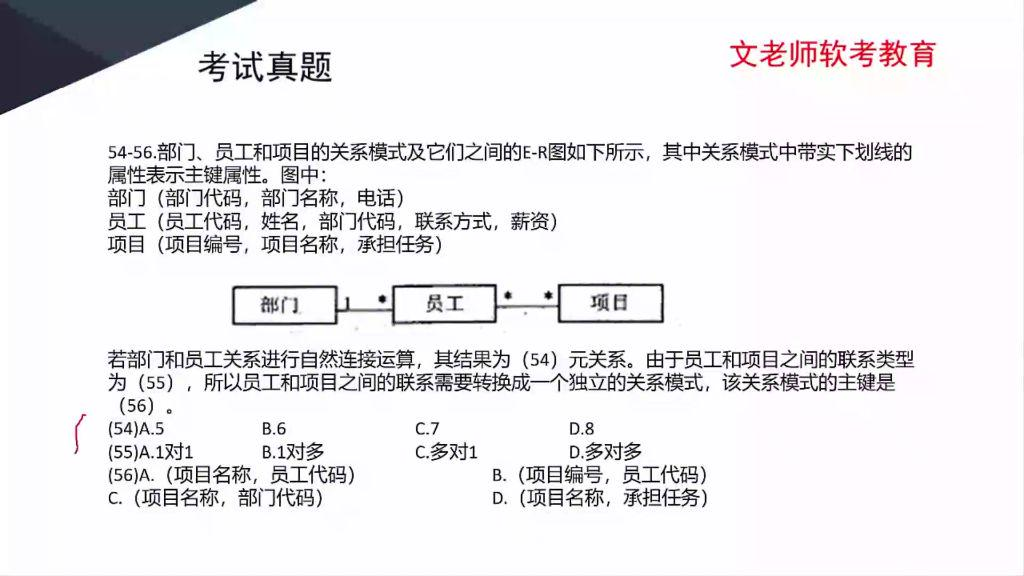 考试真题
文老师软考教育
54-56.部门、员工和项目的关系模式及它们之间的E-R图如下所示，其中关系模式中带实下划线的
属性表示主键属性。图中：
部门（部门代码，部门名称，电话）
员工（员工代码，姓名，部门代码，联系方式，薪资）
项目（项目编号，项目名称，承担任务）
部门 1 * 员工 * * 项目
若部门和员工关系进行自然连接运算，其结果为（54）元关系。由于员工和项目之间的联系类型
为（55），所以员工和项目之间的联系需要转换成一个独立的关系模式，该关系模式的主键是
（56）。
(54)A.5 B.6 C.7 D.8
(55)A.1对1 B.1对多 C.多对1 D.多对多
(56)A.（项目名称，员工代码） B.（项目编号，员工代码）
C.（项目名称，部门代码） D.（项目名称，承担任务）